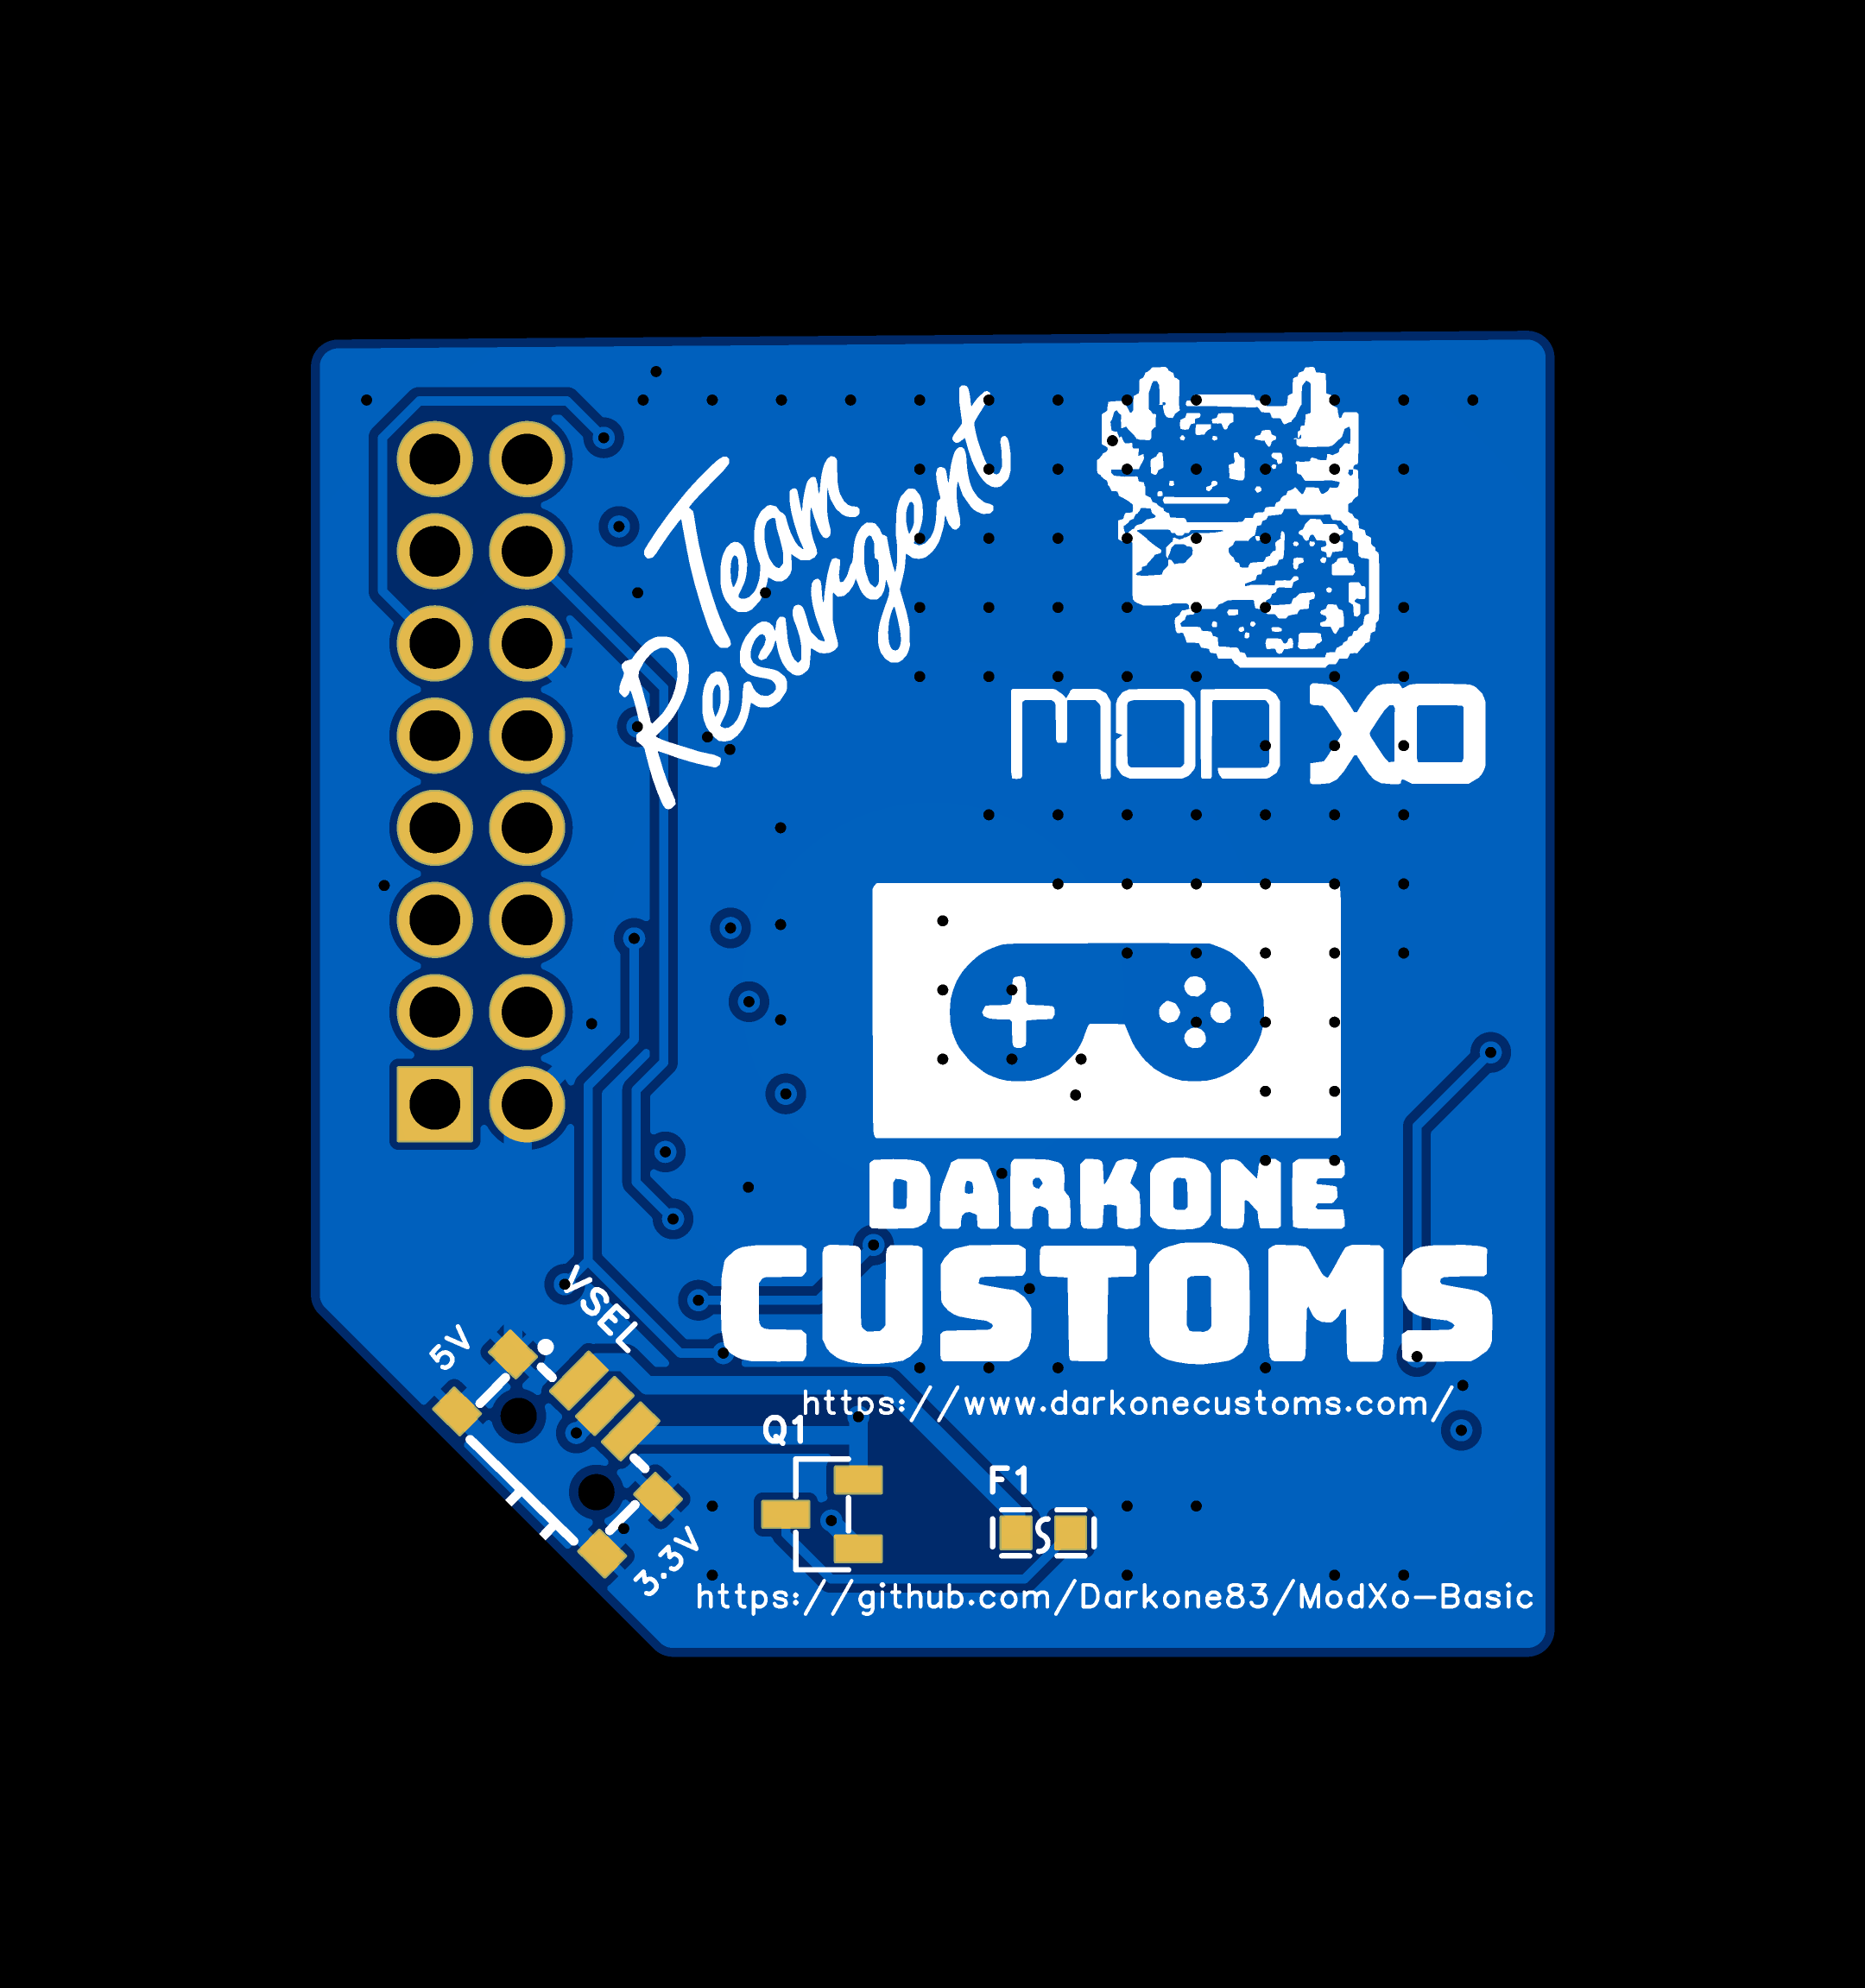 Team
Resurgent
MOD XO
DARKONE
CUSTOMS
VSEL
5V
https://www.darkonecustoms.com/
Q1
F1
S
3.3V
https://github.com/Darkone83/ModXo-Basic